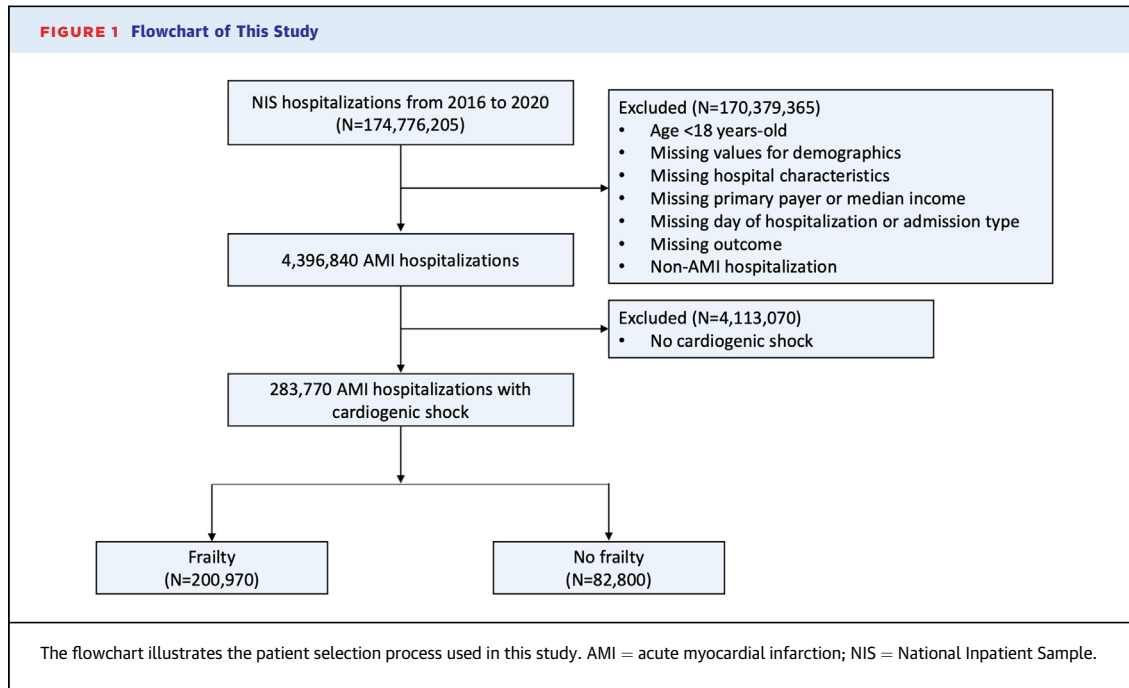 FIGURE 1 Flowchart of This Study
NIS hospitalizations from 2016 to 2020
(N=174,776,205)
Excluded (N=170,379,365)
• Age <18 years-old
• Missing values for demographics
• Missing hospital characteristics
• Missing primary payer or median income
• Missing day of hospitalization or admission type
• Missing outcome
• Non-AMI hospitalization
4,396,840 AMI hospitalizations
Excluded (N=4,113,070)
• No cardiogenic shock
283,770 AMI hospitalizations with
cardiogenic shock
Frailty
(N=200,970)
No frailty
(N=82,800)
The flowchart illustrates the patient selection process used in this study. AMI = acute myocardial infarction; NIS = National Inpatient Sample.